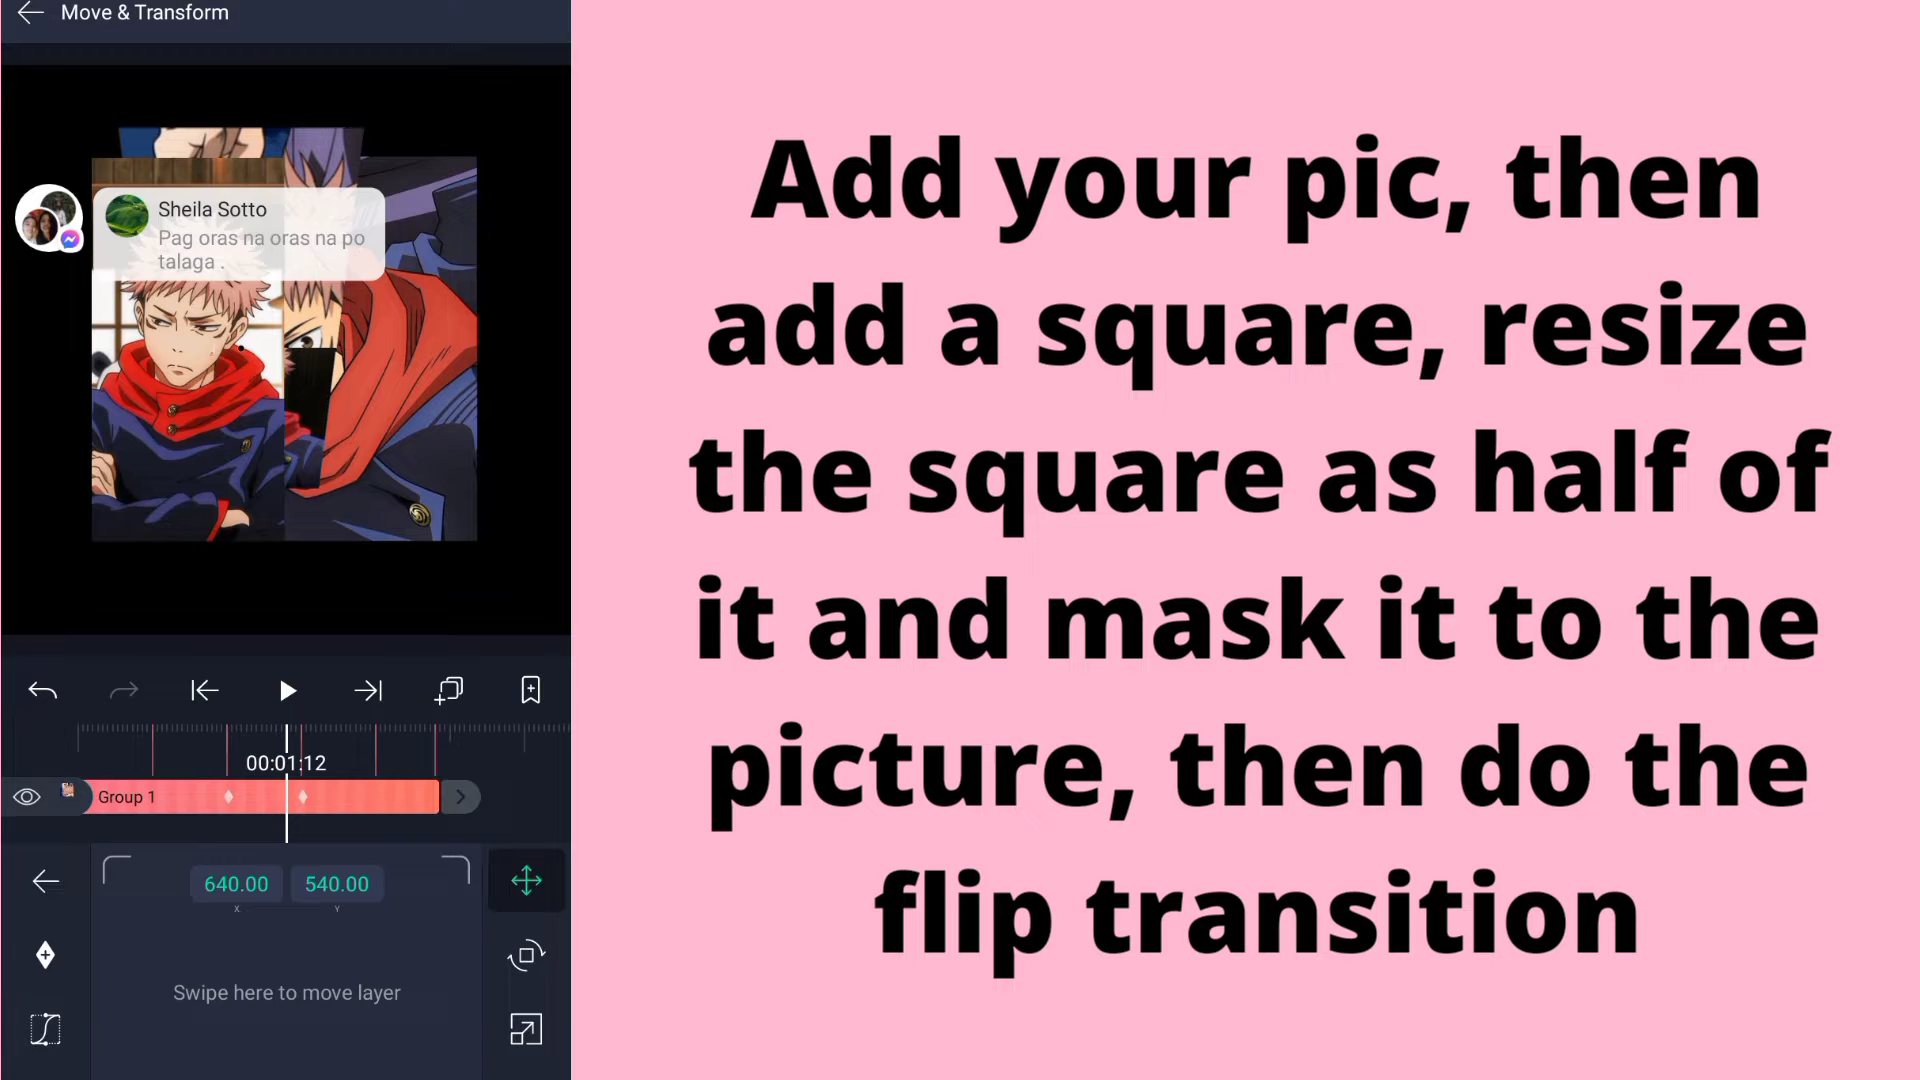 Move & Transform
Sheila Sotto
Pag oras na oras na po
talaga .
00:01:12
Group 1
640.00 540.00
X Y
Swipe here to move layer
Add your pic, then
add a square, resize
the square as half of
it and mask it to the
picture, then do the
flip transition